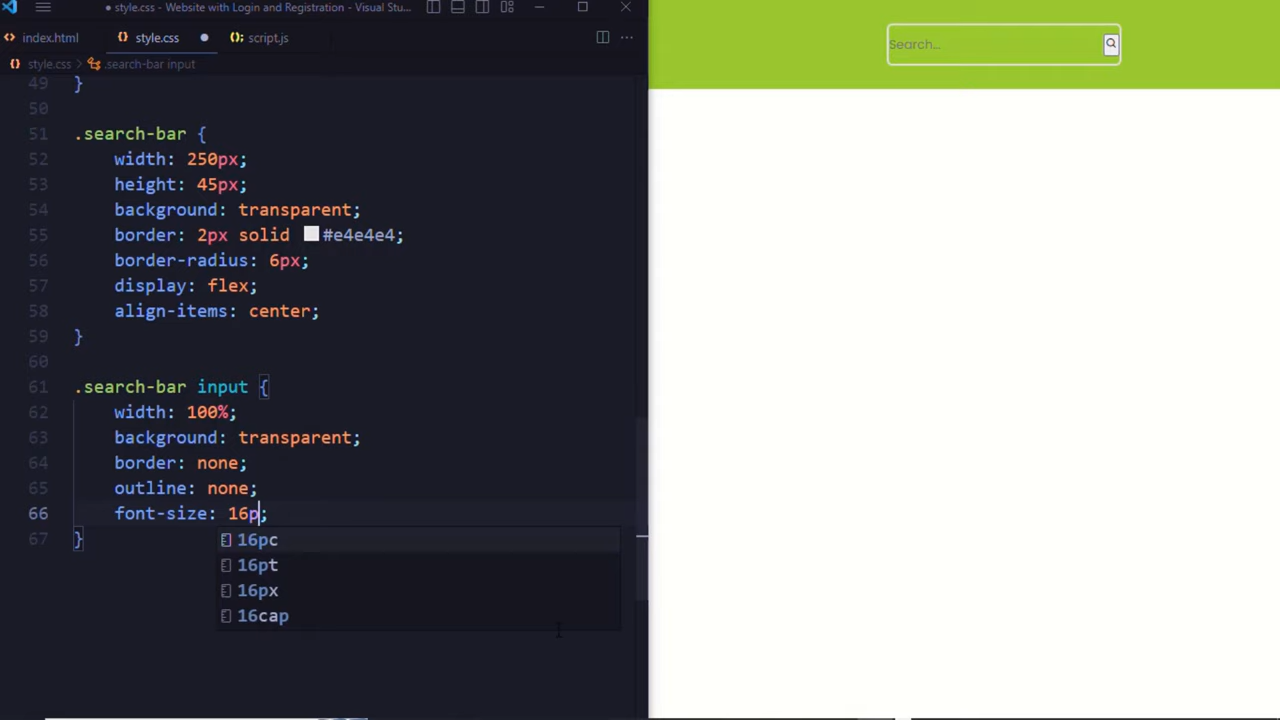 style.css - Website with Login and Registration - Visual Stu...
index.html style.css script.js
style.css .search-bar input
49 }
50
51 .search-bar {
52 width: 250px;
53 height: 45px;
54 background: transparent;
55 border: 2px solid #e4e4e4;
56 border-radius: 6px;
57 display: flex;
58 align-items: center;
59 }
60
61 .search-bar input {
62 width: 100%;
63 background: transparent;
64 border: none;
65 outline: none;
66 font-size: 16p;
67 }
16pc
16pt
16px
16cap
Search...